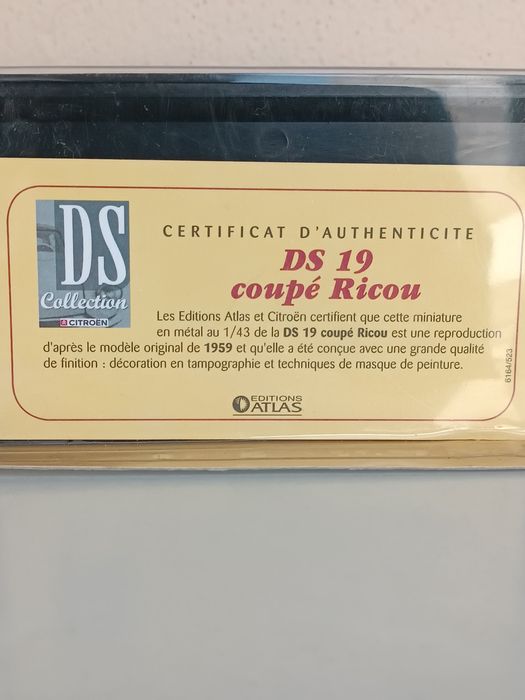 DS
Collection
CITROËN
CERTIFICAT D'AUTHENTICITE
DS 19
coupé Ricou
Les Editions Atlas et Citroën certifient que cette miniature
en métal au 1/43 de la DS 19 coupé Ricou est une reproduction
d'après le modèle original de 1959 et qu'elle a été conçue avec une grande qualité
de finition : décoration en tampographie et techniques de masque de peinture.
6164/523
EDITIONS
ATLAS